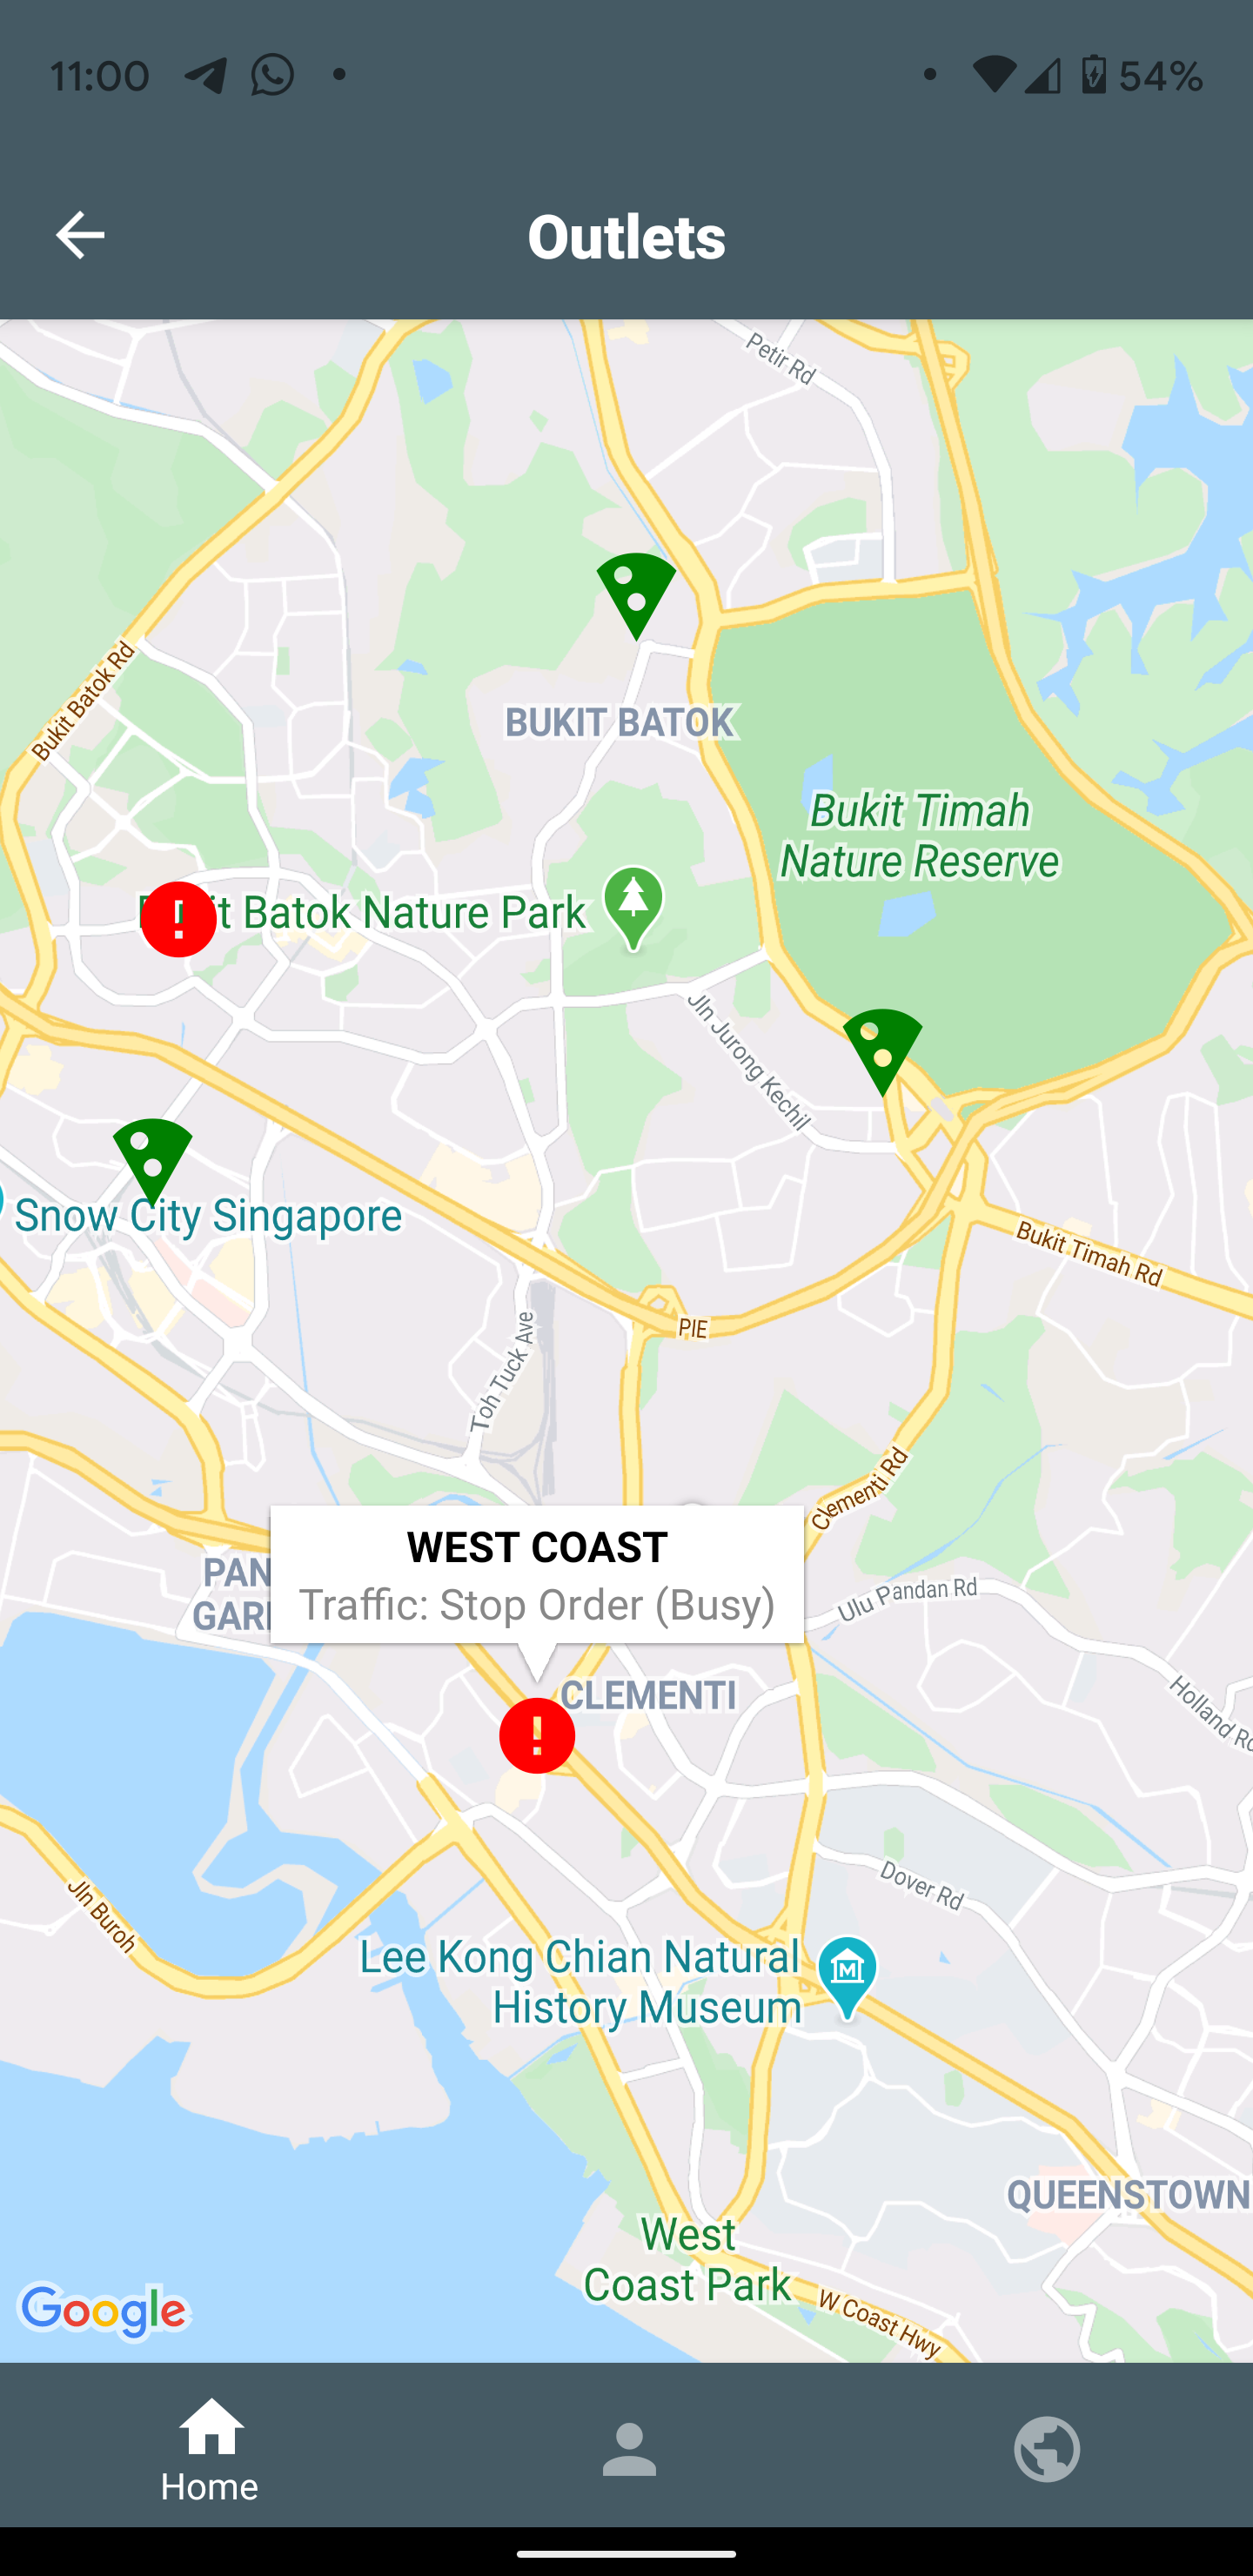 11:00
54%
Outlets
Petir Rd
Bukit Batok Rd
BUKIT BATOK
Bukit Timah
Nature Reserve
Batok Nature Park
Jln Jurong Kechil
Snow City Singapore
Bukit Timah Rd
PIE
Toh Tuck Ave
Clementi Rd
WEST COAST
Traffic: Stop Order (Busy)
Ulu Pandan Rd
CLEMENTI
Holland
Dover Rd
Jln Buroh
Lee Kong Chian Natural
History Museum
QUEENSTOWN
West
Coast Park
W Coast Hwy
Google
Home